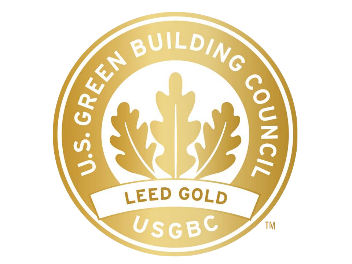 U.S. GREEN BUILDING COUNCIL
LEED GOLD
USGBC
TM